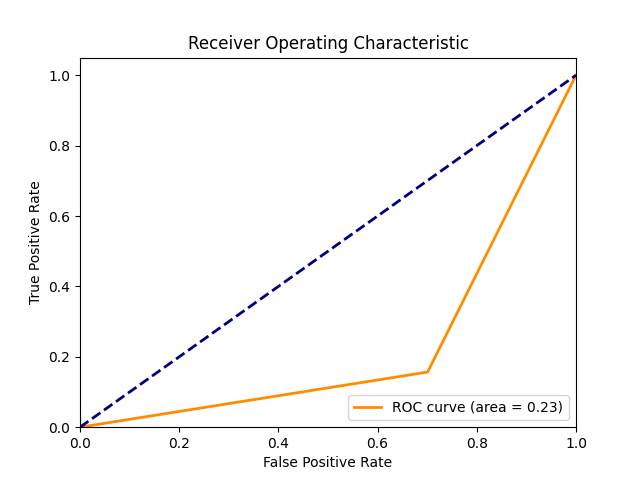 Receiver Operating Characteristic
1.0
0.8
0.6
0.4
0.2
0.0
True Positive Rate
ROC curve (area = 0.23)
0.0 0.2 0.4 0.6 0.8 1.0
False Positive Rate